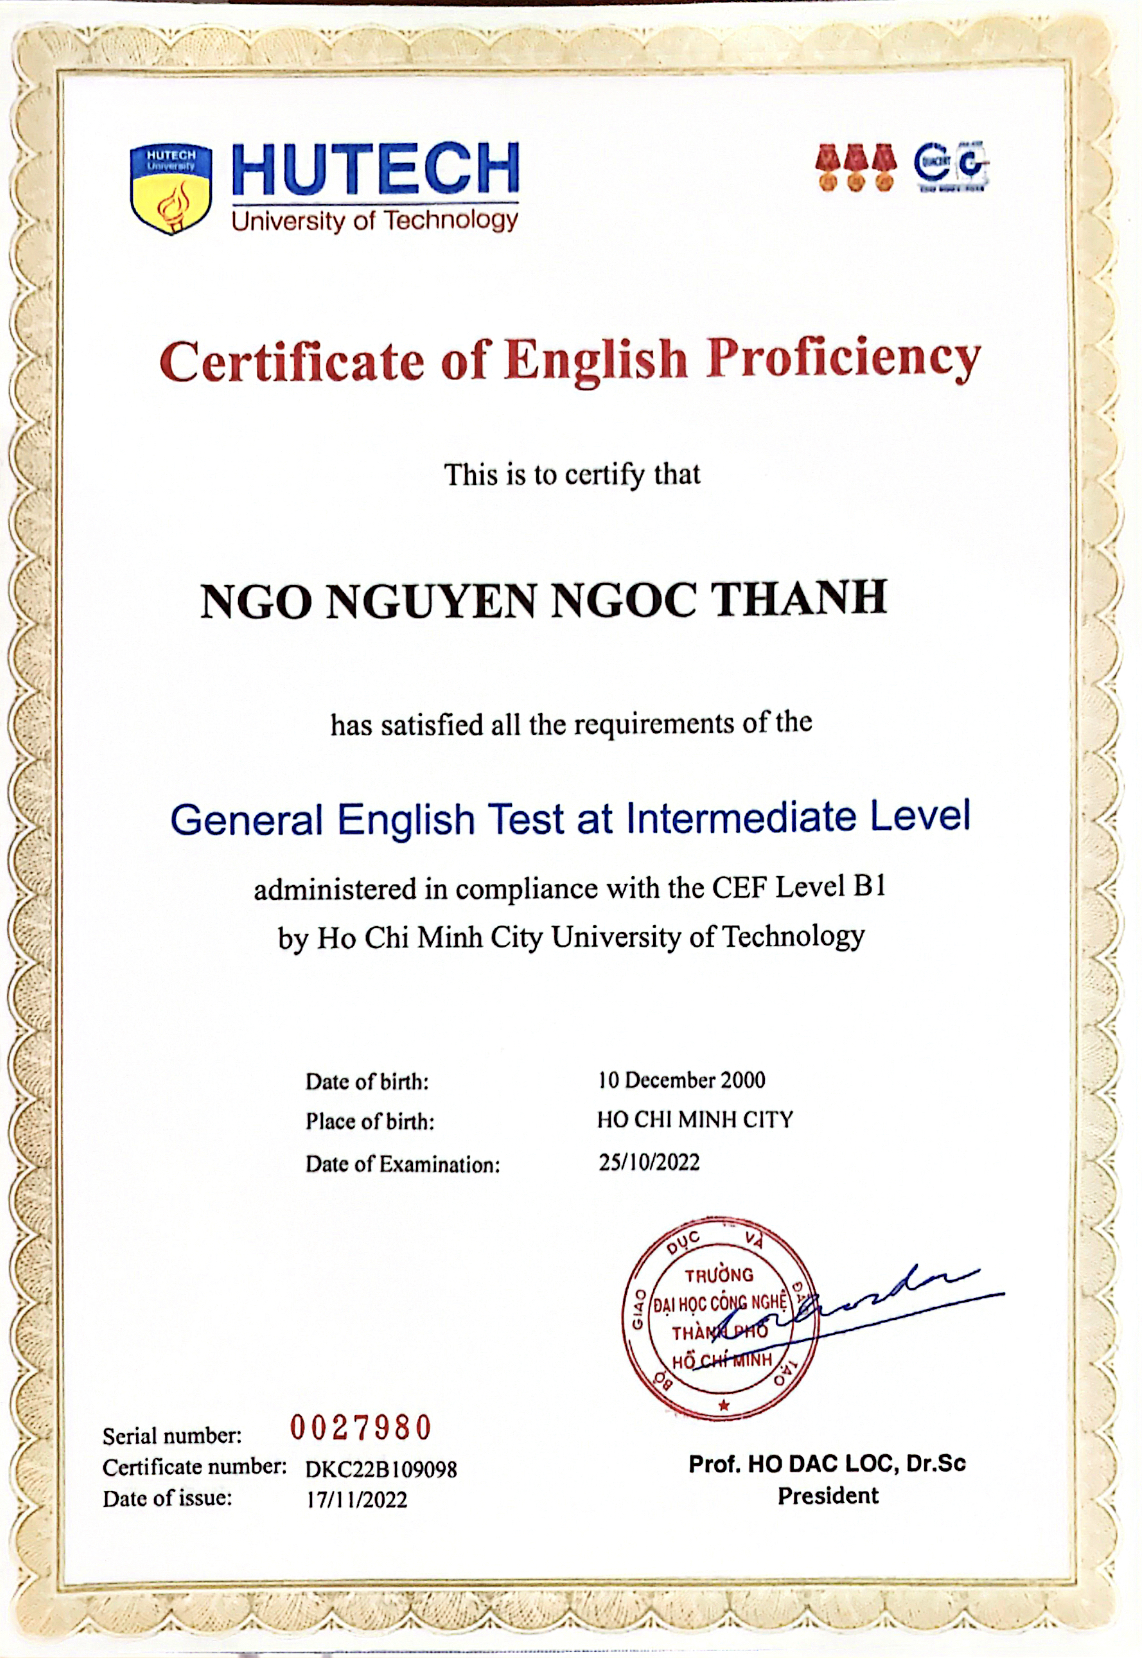 HUTECH
University
HUTECH
University of Technology
QUACERT
Certificate of English Proficiency
This is to certify that
NGO NGUYEN NGOC THANH
has satisfied all the requirements of the
General English Test at Intermediate Level
administered in compliance with the CEF Level B1
by Ho Chi Minh City University of Technology
Date of birth: 10 December 2000
Place of birth: HO CHI MINH CITY
Date of Examination: 25/10/2022
BỘ GIÁO DỤC VÀ ĐÀO TẠO
TRƯỜNG
ĐẠI HỌC CÔNG NGHỆ
THÀNH PHỐ
HỒ CHÍ MINH
Serial number: 0027980
Certificate number: DKC22B109098
Date of issue: 17/11/2022
Prof. HO DAC LOC, Dr.Sc
President